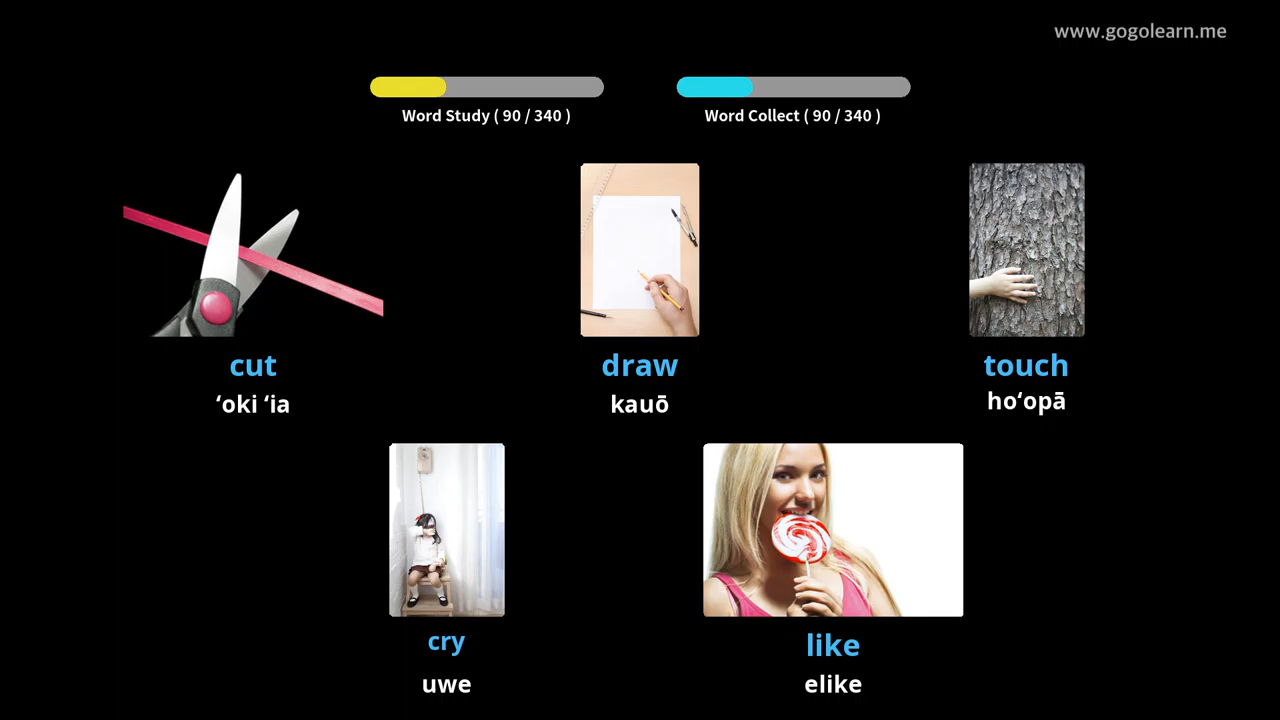 www.gogolearn.me
Word Study ( 90 / 340 )
Word Collect ( 90 / 340 )
cut
ʻoki ʻia
draw
kauō
touch
hoʻopā
cry
uwe
like
elike